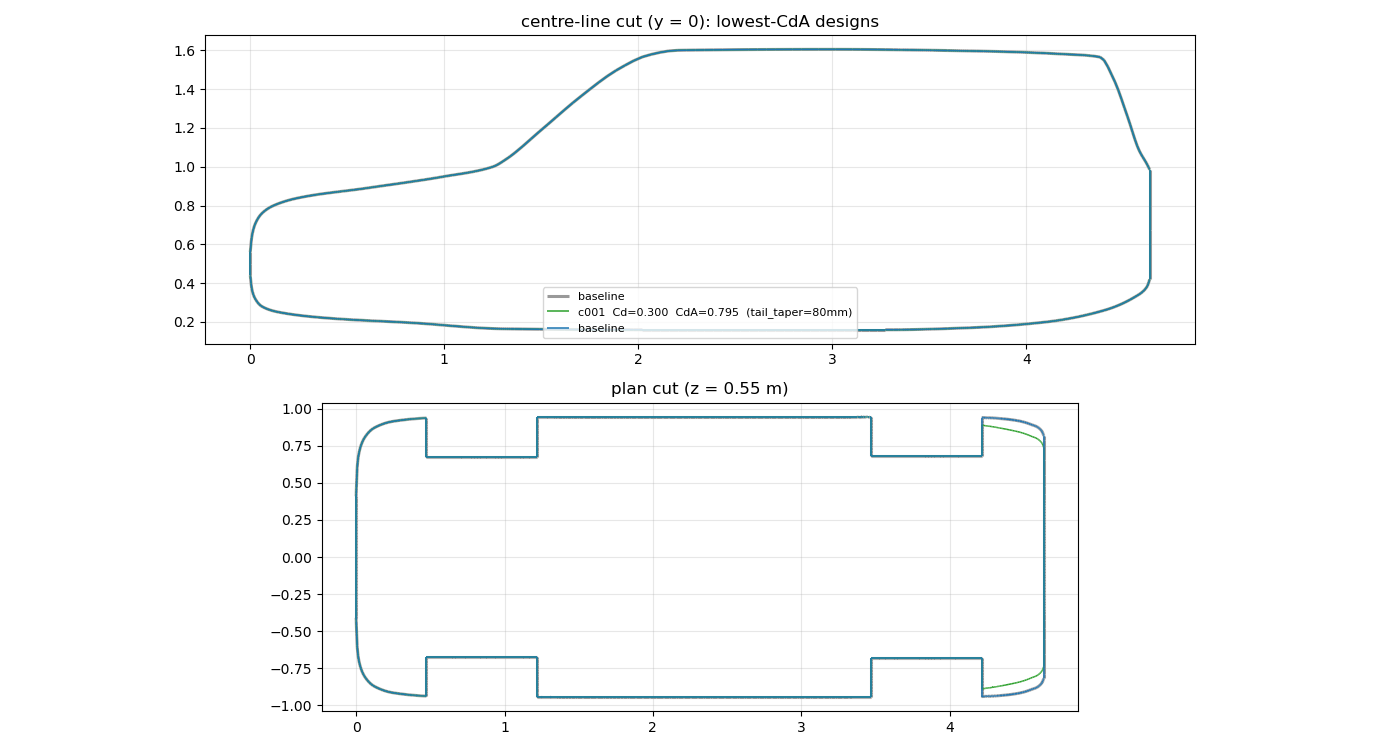 centre-line cut (y = 0): lowest-CdA designs
1.6
1.4
1.2
1.0
0.8
0.6
0.4
0.2
baseline
c001  Cd=0.300  CdA=0.795  (tail_taper=80mm)
baseline
0 1 2 3 4
plan cut (z = 0.55 m)
1.00
0.75
0.50
0.25
0.00
−0.25
−0.50
−0.75
−1.00
0 1 2 3 4